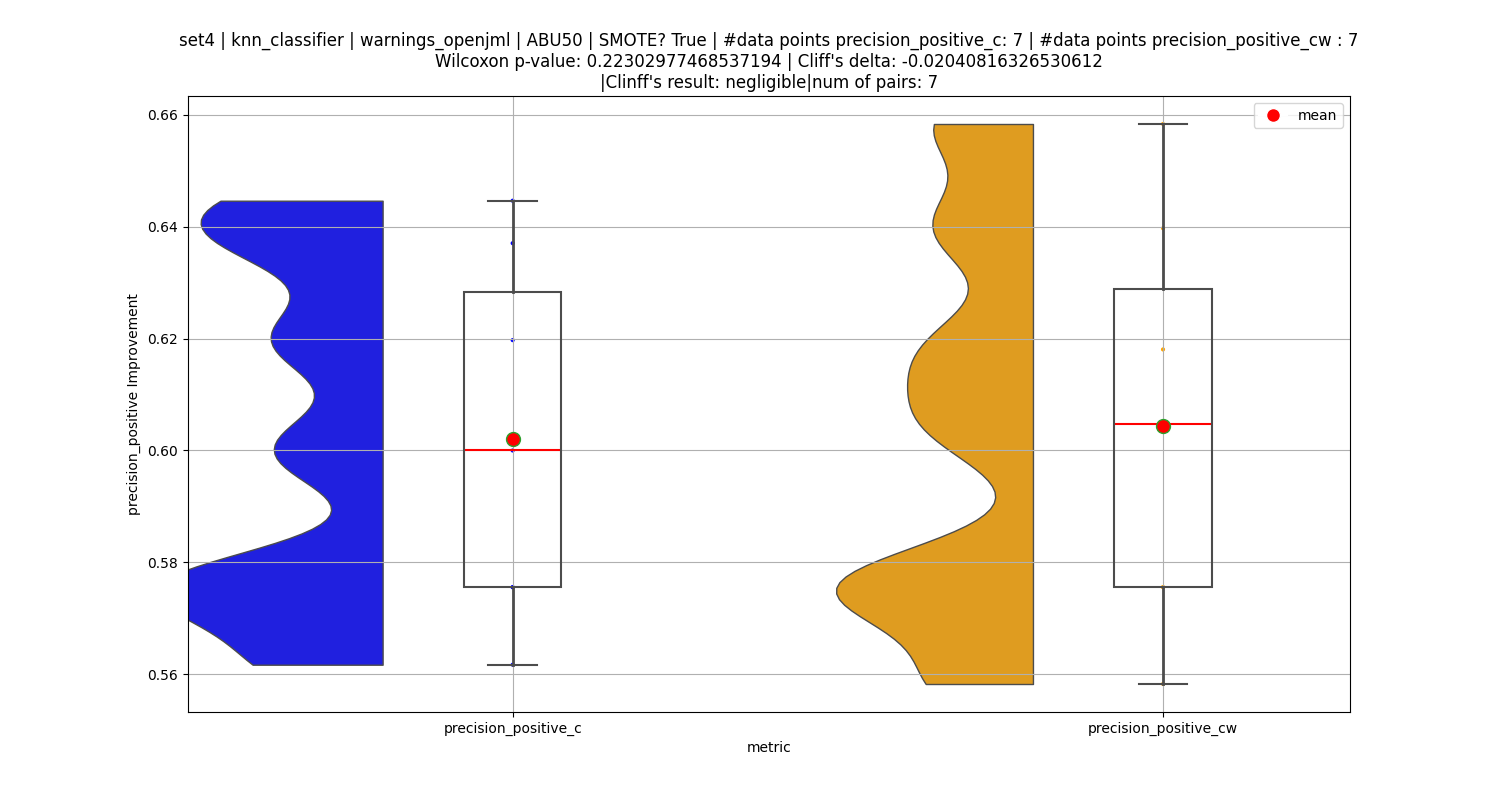 set4 | knn_classifier | warnings_openjml | ABU50 | SMOTE? True | #data points precision_positive_c: 7 | #data points precision_positive_cw : 7
Wilcoxon p-value: 0.22302977468537194 | Cliff's delta: -0.02040816326530612
|Clinff's result: negligible|num of pairs: 7
mean
0.66
0.64
0.62
0.60
0.58
0.56
precision_positive Improvement
precision_positive_c
precision_positive_cw
metric